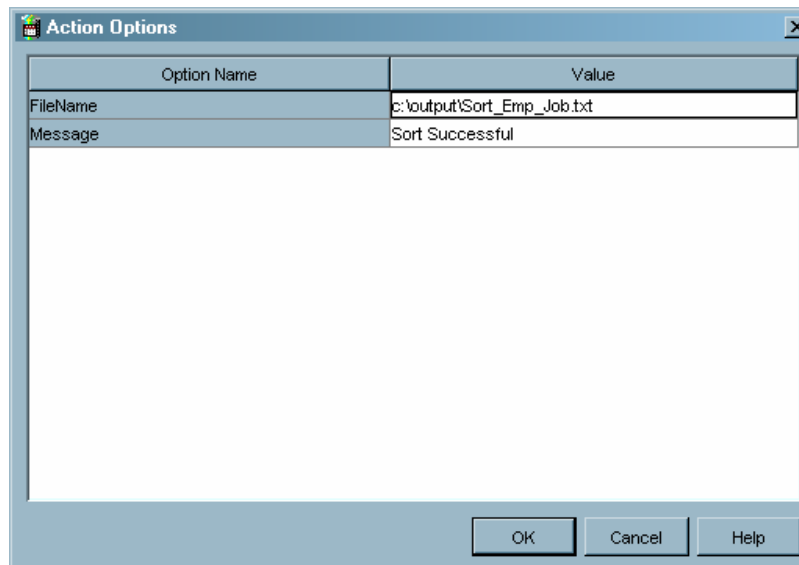 Action Options
Option Name Value
FileName c:\output\Sort_Emp_Job.txt
Message Sort Successful
OK Cancel Help